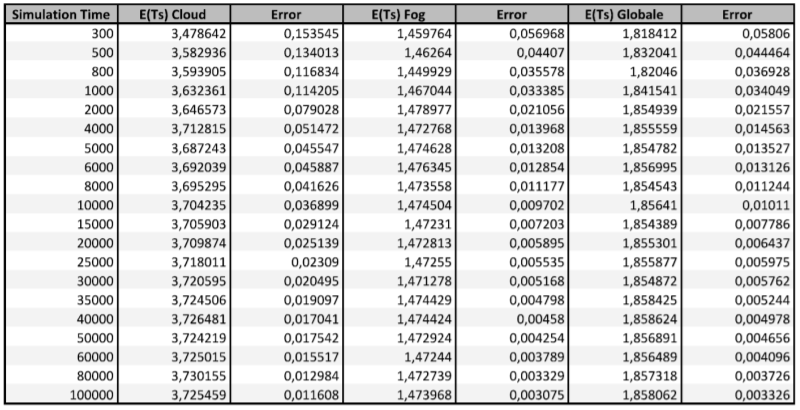 Simulation Time E(Ts) Cloud Error E(Ts) Fog Error E(Ts) Globale Error
300 3,478642 0,153545 1,459764 0,056968 1,818412 0,05806
500 3,582936 0,134013 1,46264 0,04407 1,832041 0,044464
800 3,593905 0,116834 1,449929 0,035578 1,82046 0,036928
1000 3,632361 0,114205 1,467044 0,033385 1,841541 0,034049
2000 3,646573 0,079028 1,478977 0,021056 1,854939 0,021557
4000 3,712815 0,051472 1,472768 0,013968 1,855559 0,014563
5000 3,687243 0,045547 1,474628 0,013208 1,854782 0,013527
6000 3,692039 0,045887 1,476345 0,012854 1,856995 0,013126
8000 3,695295 0,041626 1,473558 0,011177 1,854543 0,011244
10000 3,704235 0,036899 1,474504 0,009702 1,85641 0,01011
15000 3,705903 0,029124 1,47231 0,007203 1,854389 0,007786
20000 3,709874 0,025139 1,472813 0,005895 1,855301 0,006437
25000 3,718011 0,02309 1,47255 0,005535 1,855877 0,005975
30000 3,720595 0,020495 1,471278 0,005168 1,854872 0,005762
35000 3,724506 0,019097 1,474429 0,004798 1,858425 0,005244
40000 3,726481 0,017041 1,474424 0,00458 1,858624 0,004978
50000 3,724219 0,017542 1,472924 0,004254 1,856891 0,004656
60000 3,725015 0,015517 1,47244 0,003789 1,856489 0,004096
80000 3,730155 0,012984 1,472739 0,003329 1,857318 0,003726
100000 3,725459 0,011608 1,473968 0,003075 1,858062 0,003326